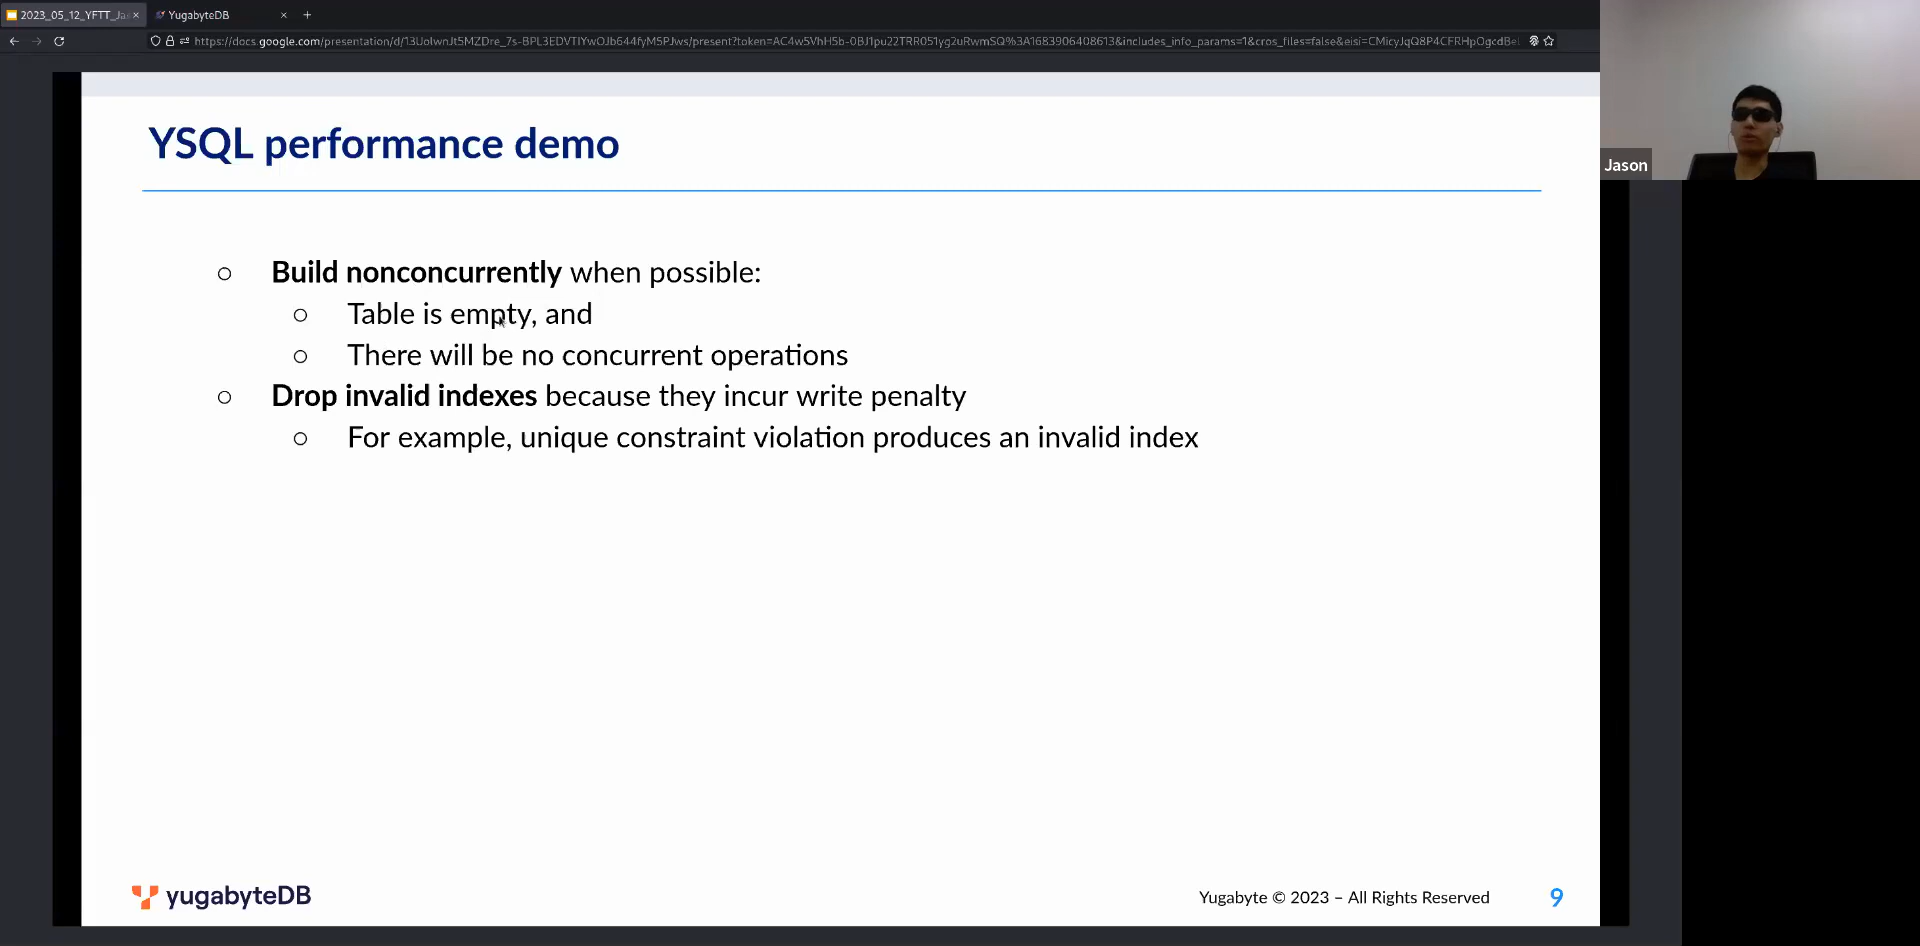 2023_05_12_YFTT_Ja
YugabyteDB
YSQL performance demo
Build nonconcurrently when possible:
Table is empty, and
There will be no concurrent operations
Drop invalid indexes because they incur write penalty
For example, unique constraint violation produces an invalid index
yugabyteDB
Yugabyte © 2023 – All Rights Reserved
9
Jason